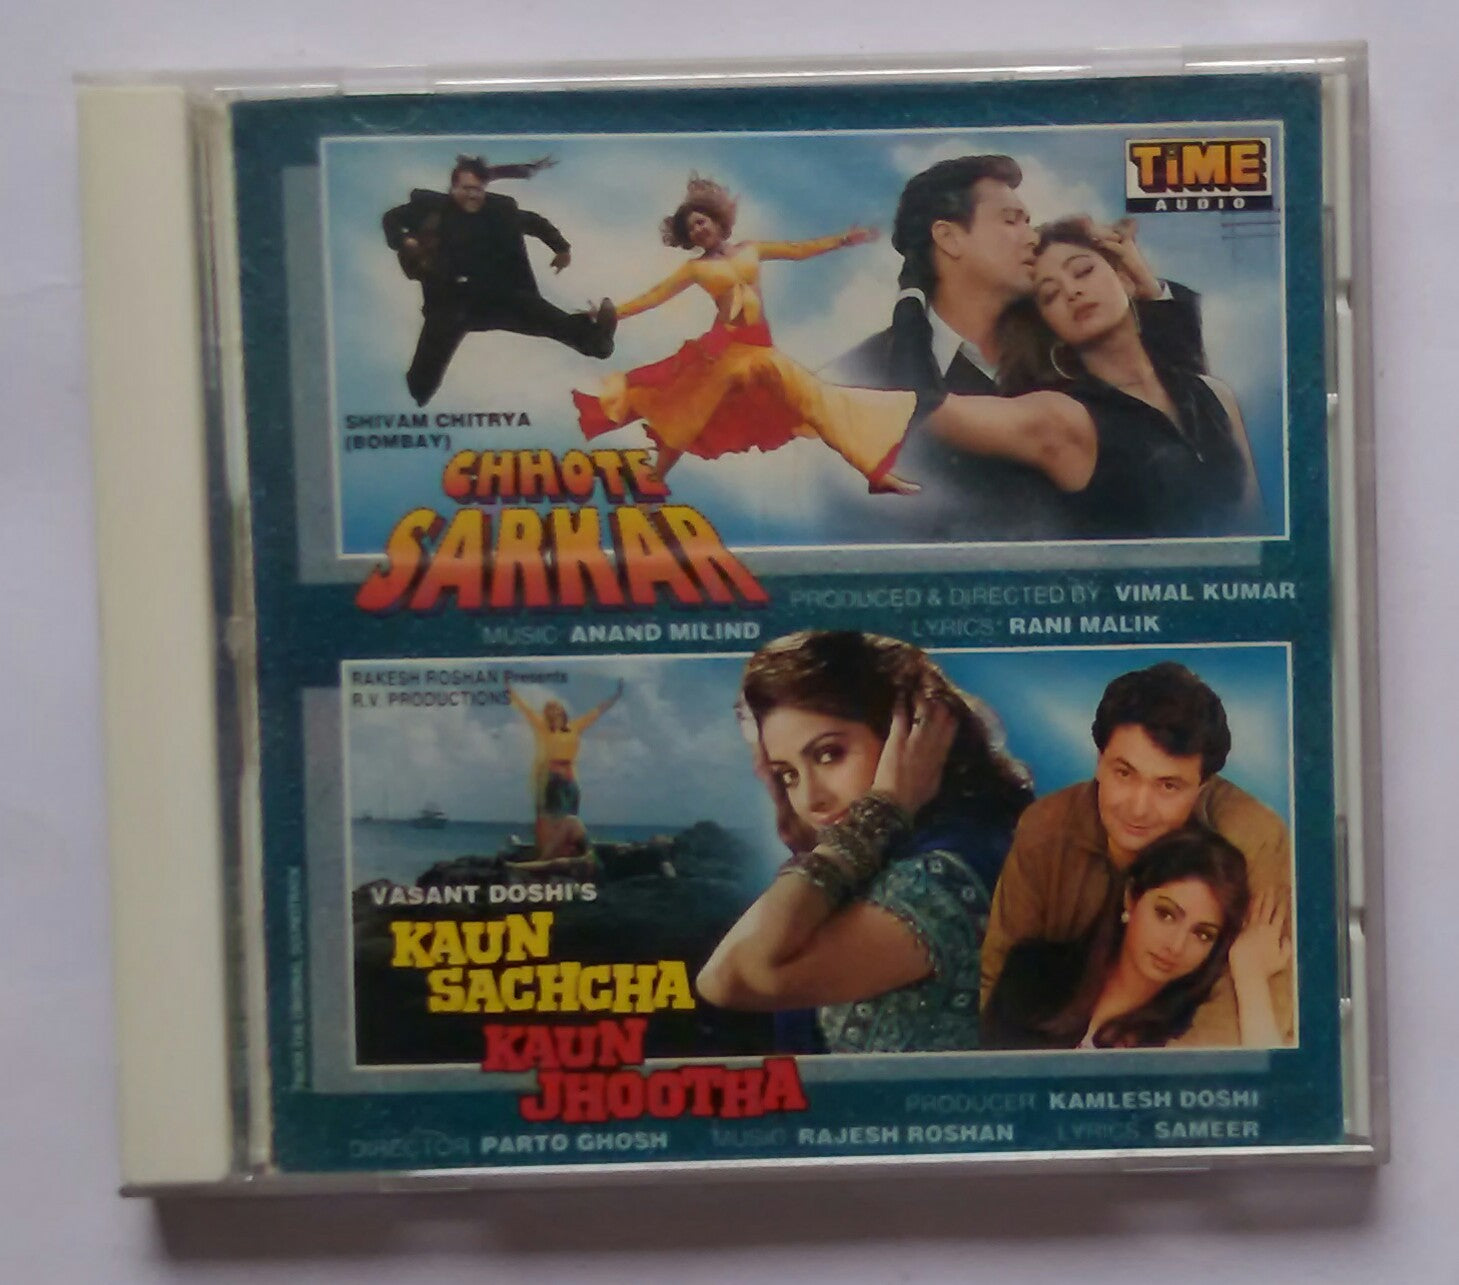 TiME
AUDIO
SHIVAM CHITRYA
(BOMBAY)
CHHOTE
SARKAR
PRODUCED & DIRECTED BY VIMAL KUMAR
MUSIC ANAND MILIND LYRICS RANI MALIK
RAKESH ROSHAN Presents
R.V. PRODUCTIONS
VASANT DOSHI'S
KAUN
SACHCHA
KAUN
JHOOTHA
PRODUCER KAMLESH DOSHI
DIRECTOR PARTO GHOSH MUSIC RAJESH ROSHAN LYRICS SAMEER